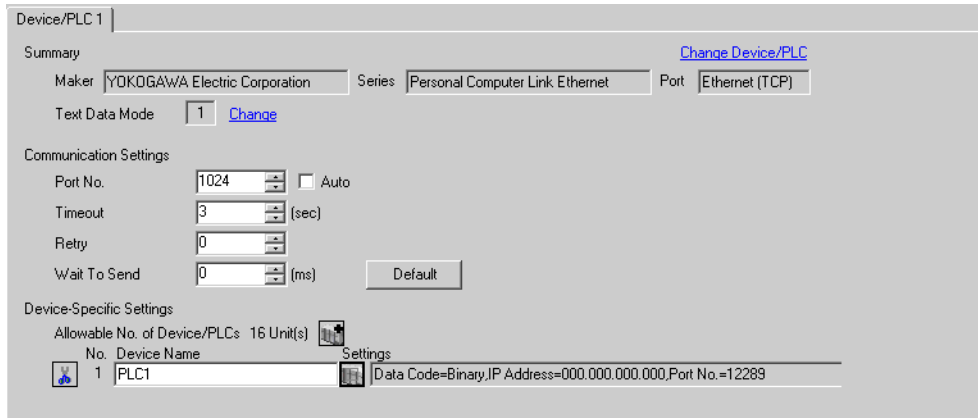 Device/PLC 1
Summary Change Device/PLC
Maker YOKOGAWA Electric Corporation Series Personal Computer Link Ethernet Port Ethernet (TCP)
Text Data Mode 1 Change
Communication Settings
Port No. 1024 Auto
Timeout 3 (sec)
Retry 0
Wait To Send 0 (ms) Default
Device-Specific Settings
Allowable No. of Device/PLCs 16 Unit(s)
No. Device Name Settings
1 PLC1 Data Code=Binary,IP Address=000.000.000.000,Port No.=12289